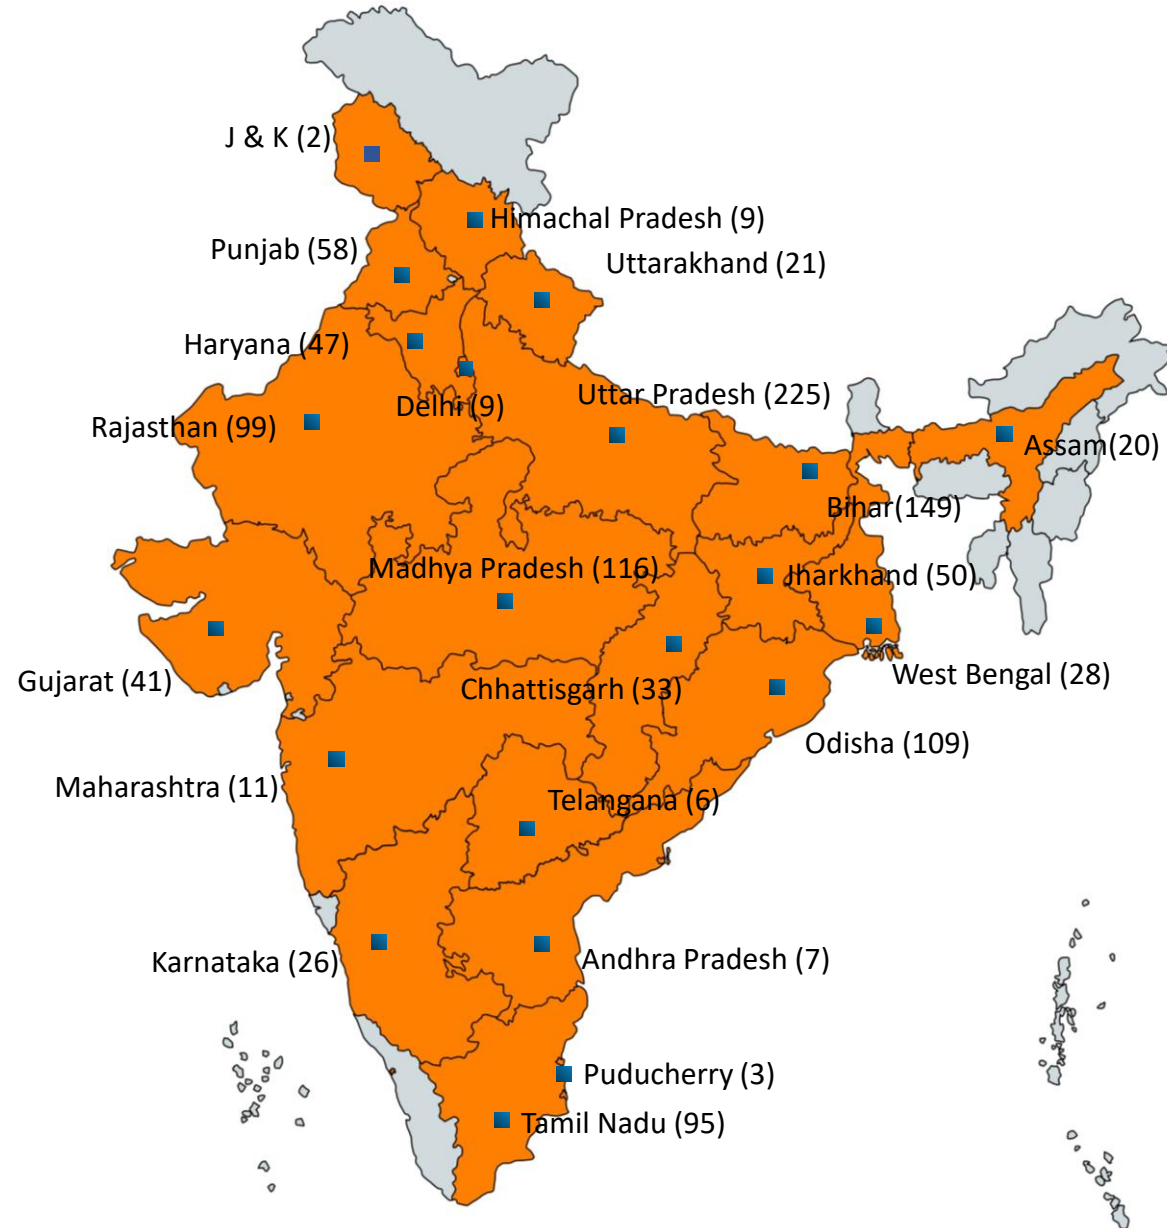 J & K (2)
Himachal Pradesh (9)
Punjab (58)
Uttarakhand (21)
Haryana (47)
Uttar Pradesh (225)
Delhi (9)
Rajasthan (99)
Assam(20)
Bihar(149)
Madhya Pradesh (116)
Jharkhand (50)
West Bengal (28)
Gujarat (41)
Chhattisgarh (33)
Odisha (109)
Maharashtra (11)
Telangana (6)
Karnataka (26)
Andhra Pradesh (7)
Puducherry (3)
Tamil Nadu (95)